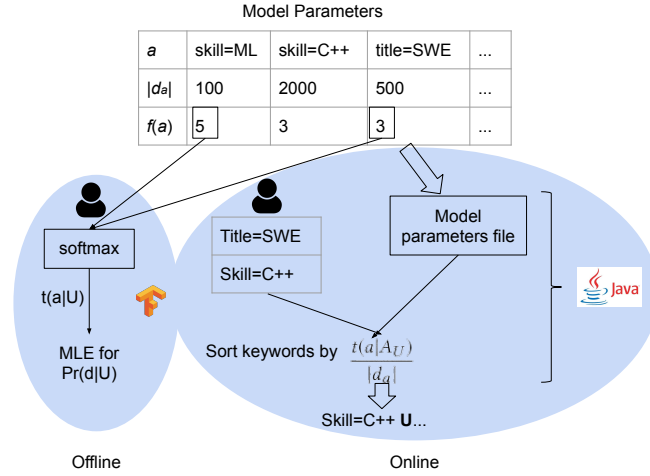 Model Parameters
a skill=ML skill=C++ title=SWE ...
|dₐ| 100 2000 500 ...
f(a) 5 3 3 ...
softmax
t(a|U)
MLE for
Pr(d|U)
Title=SWE
Skill=C++
Model
parameters file
Java
Sort keywords by t(a|A_U) / |dₐ|
Skill=C++ U...
Offline Online